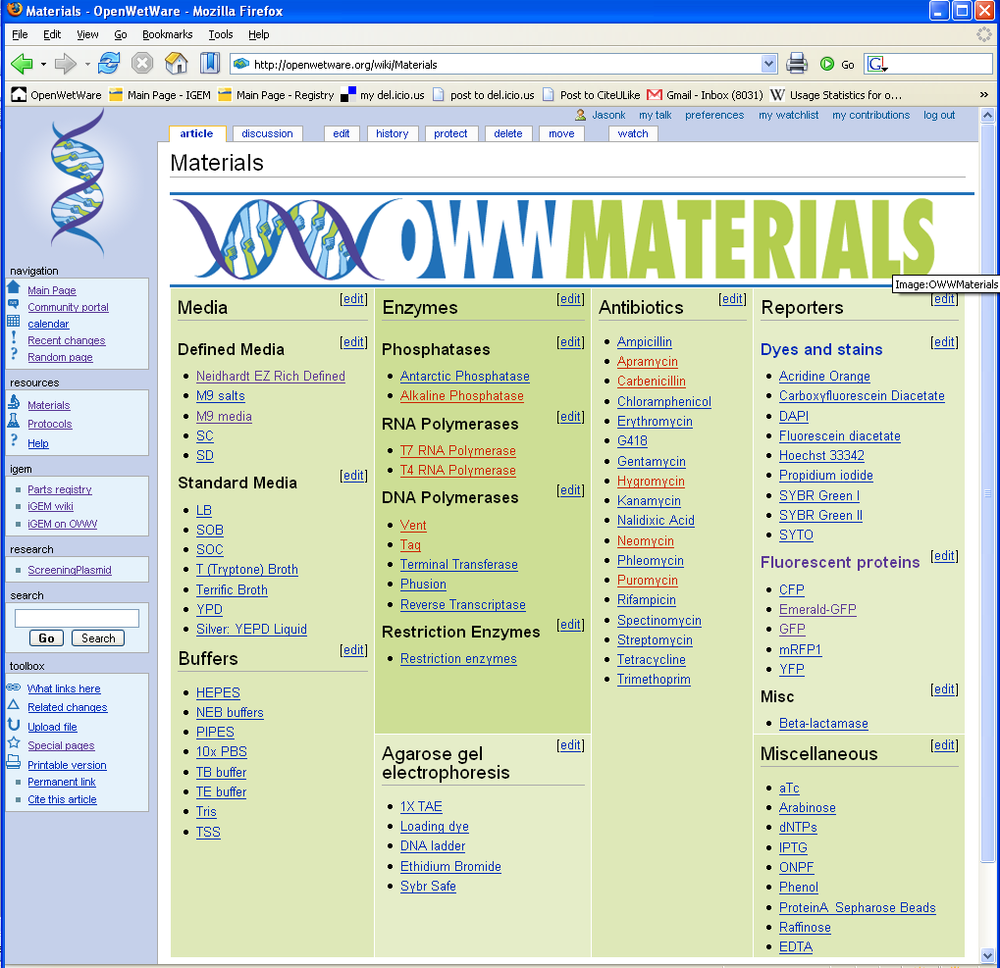 Materials - OpenWetWare - Mozilla Firefox
File Edit View Go Bookmarks Tools Help
http://openwetware.org/wiki/Materials Go G
OpenWetWare Main Page - IGEM Main Page - Registry my del.icio.us post to del.icio.us Post to CiteULike Gmail - Inbox (8031) Usage Statistics for o... »
Jasonk my talk preferences my watchlist my contributions log out
article discussion edit history protect delete move watch
Materials
OWW MATERIALS
Image:OWWMaterials
navigation
Main Page
Community portal
calendar
Recent changes
Random page
resources
Materials
Protocols
Help
igem
Parts registry
iGEM wiki
iGEM on OWW
research
ScreeningPlasmid
search
Go Search
toolbox
What links here
Related changes
Upload file
Special pages
Printable version
Permanent link
Cite this article
Media [edit]
Defined Media [edit]
Neidhardt EZ Rich Defined
M9 salts
M9 media
SC
SD
Standard Media [edit]
LB
SOB
SOC
T (Tryptone) Broth
Terrific Broth
YPD
Silver: YEPD Liquid
Buffers [edit]
HEPES
NEB buffers
PIPES
10x PBS
TB buffer
TE buffer
Tris
TSS
Enzymes [edit]
Phosphatases [edit]
Antarctic Phosphatase
Alkaline Phosphatase
RNA Polymerases [edit]
T7 RNA Polymerase
T4 RNA Polymerase
DNA Polymerases [edit]
Vent
Taq
Terminal Transferase
Phusion
Reverse Transcriptase
Restriction Enzymes [edit]
Restriction enzymes
Agarose gel [edit]
electrophoresis
1X TAE
Loading dye
DNA ladder
Ethidium Bromide
Sybr Safe
Antibiotics [edit]
Ampicillin
Apramycin
Carbenicillin
Chloramphenicol
Erythromycin
G418
Gentamycin
Hygromycin
Kanamycin
Nalidixic Acid
Neomycin
Phleomycin
Puromycin
Rifampicin
Spectinomycin
Streptomycin
Tetracycline
Trimethoprim
Reporters [edit]
Dyes and stains [edit]
Acridine Orange
Carboxyfluorescein Diacetate
DAPI
Fluorescein diacetate
Hoechst 33342
Propidium iodide
SYBR Green I
SYBR Green II
SYTO
Fluorescent proteins [edit]
CFP
Emerald-GFP
GFP
mRFP1
YFP
Misc [edit]
Beta-lactamase
Miscellaneous [edit]
aTc
Arabinose
dNTPs
IPTG
ONPF
Phenol
ProteinA Sepharose Beads
Raffinose
EDTA